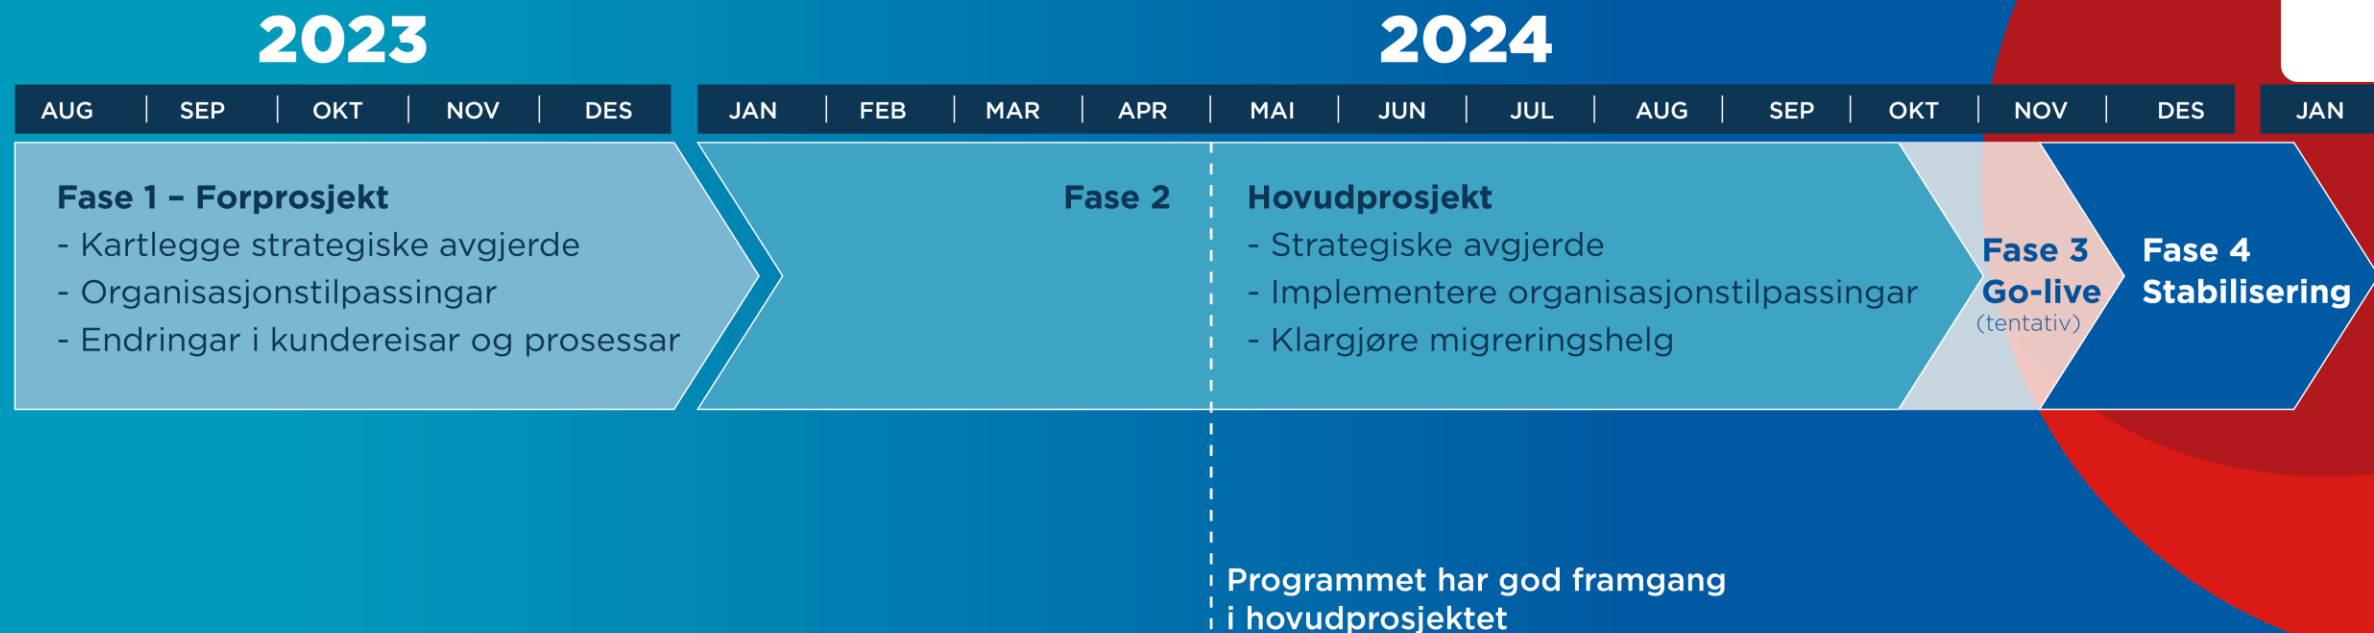 2023
2024
AUG | SEP | OKT | NOV | DES
JAN | FEB | MAR | APR | MAI | JUN | JUL | AUG | SEP | OKT | NOV | DES
JAN
Fase 1 – Forprosjekt
- Kartlegge strategiske avgjerde
- Organisasjonstilpassingar
- Endringar i kundereisar og prosessar
Fase 2
Hovudprosjekt
- Strategiske avgjerde
- Implementere organisasjonstilpassingar
- Klargjøre migreringshelg
Fase 3
Go-live
(tentativ)
Fase 4
Stabilisering
Programmet har god framgang
i hovudprosjektet